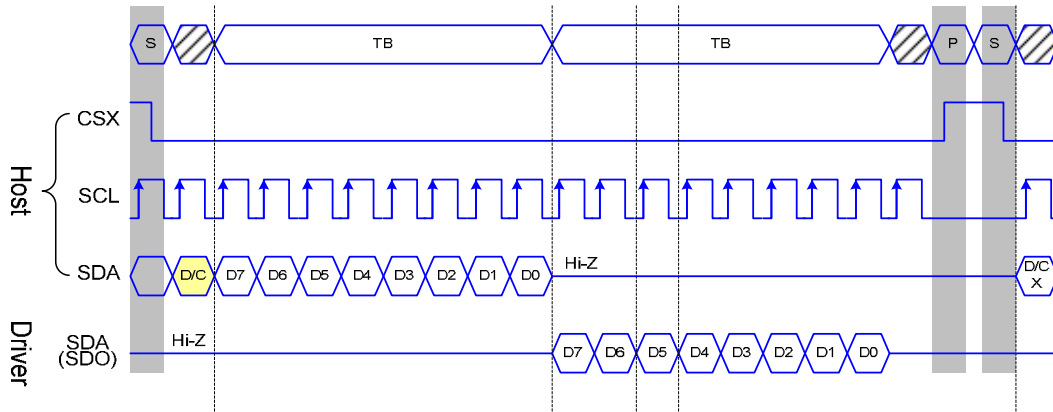 S TB TB P S
CSX
Host
SCL
SDA D/C D7 D6 D5 D4 D3 D2 D1 D0 Hi-Z D/C
X
Driver
SDA
(SDO)
Hi-Z D7 D6 D5 D4 D3 D2 D1 D0